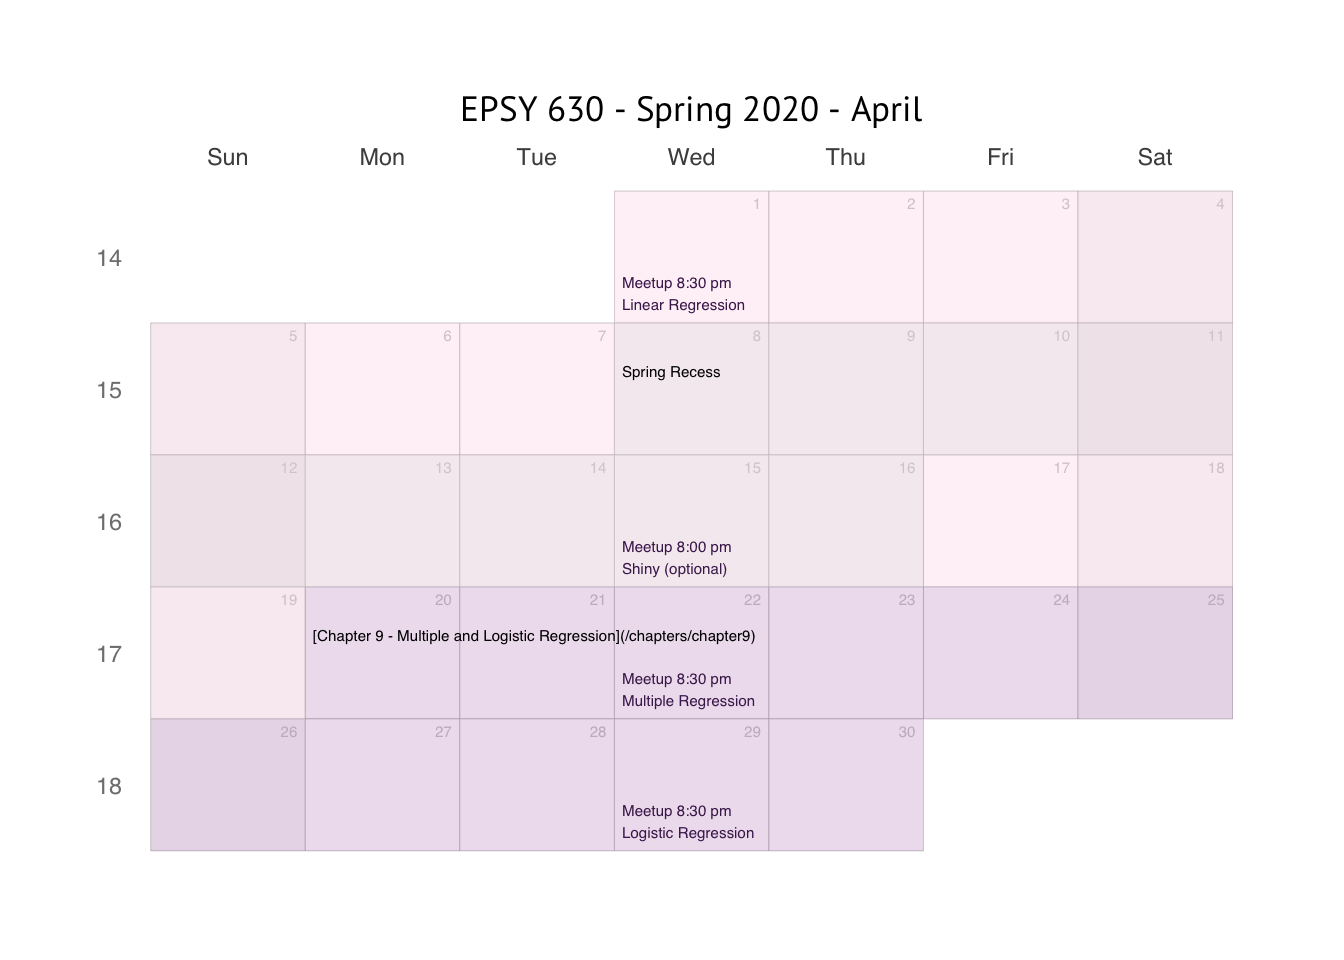 EPSY 630 - Spring 2020 - April
Sun Mon Tue Wed Thu Fri Sat
14
1 2 3 4
Meetup 8:30 pm
Linear Regression
15
5 6 7 8 9 10 11
Spring Recess
16
12 13 14 15 16 17 18
Meetup 8:00 pm
Shiny (optional)
17
19 20 21 22 23 24 25
[Chapter 9 - Multiple and Logistic Regression](/chapters/chapter9)
Meetup 8:30 pm
Multiple Regression
18
26 27 28 29 30
Meetup 8:30 pm
Logistic Regression